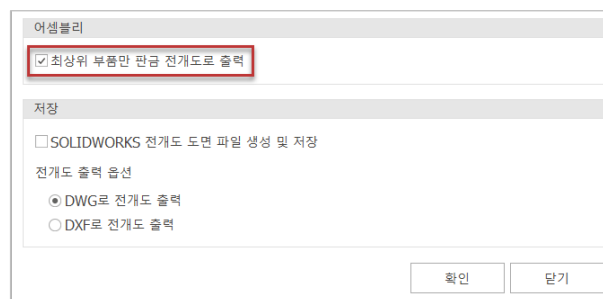 어셈블리
최상위 부품만 판금 전개도로 출력
저장
SOLIDWORKS 전개도 도면 파일 생성 및 저장
전개도 출력 옵션
DWG로 전개도 출력
DXF로 전개도 출력
확인 닫기